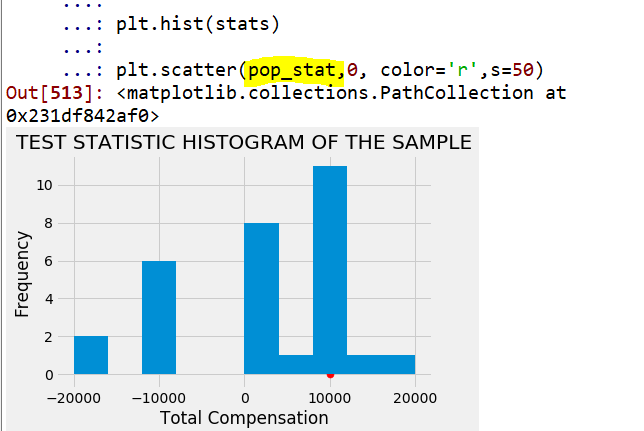 ....:
...: plt.hist(stats)
...:
...: plt.scatter(pop_stat,0, color='r',s=50)
Out[513]: <matplotlib.collections.PathCollection at
0x231df842af0>
TEST STATISTIC HISTOGRAM OF THE SAMPLE
10
8
6
4
2
0
Frequency
−20000 −10000 0 10000 20000
Total Compensation